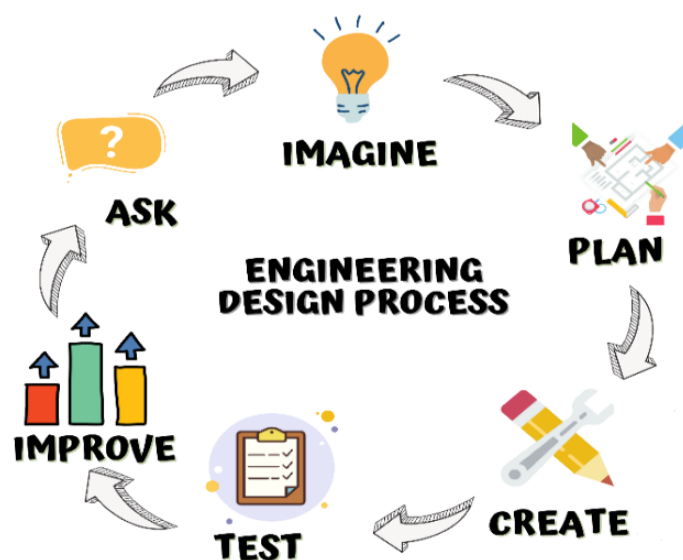 IMAGINE
?
ASK
PLAN
ENGINEERING
DESIGN PROCESS
IMPROVE
CREATE
TEST